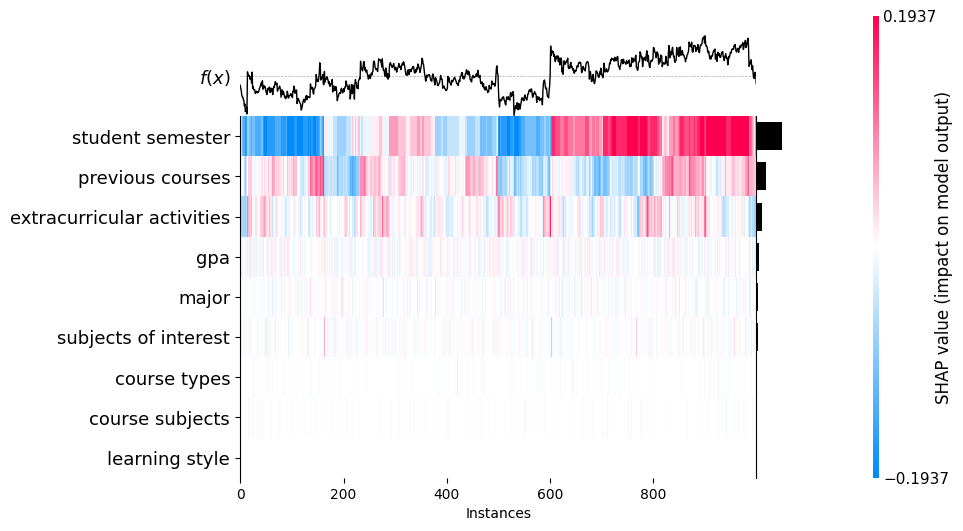 0.1937
f(x)
student semester
previous courses
extracurricular activities
gpa
major
subjects of interest
course types
course subjects
learning style
0 200 400 600 800
Instances
SHAP value (impact on model output)
−0.1937